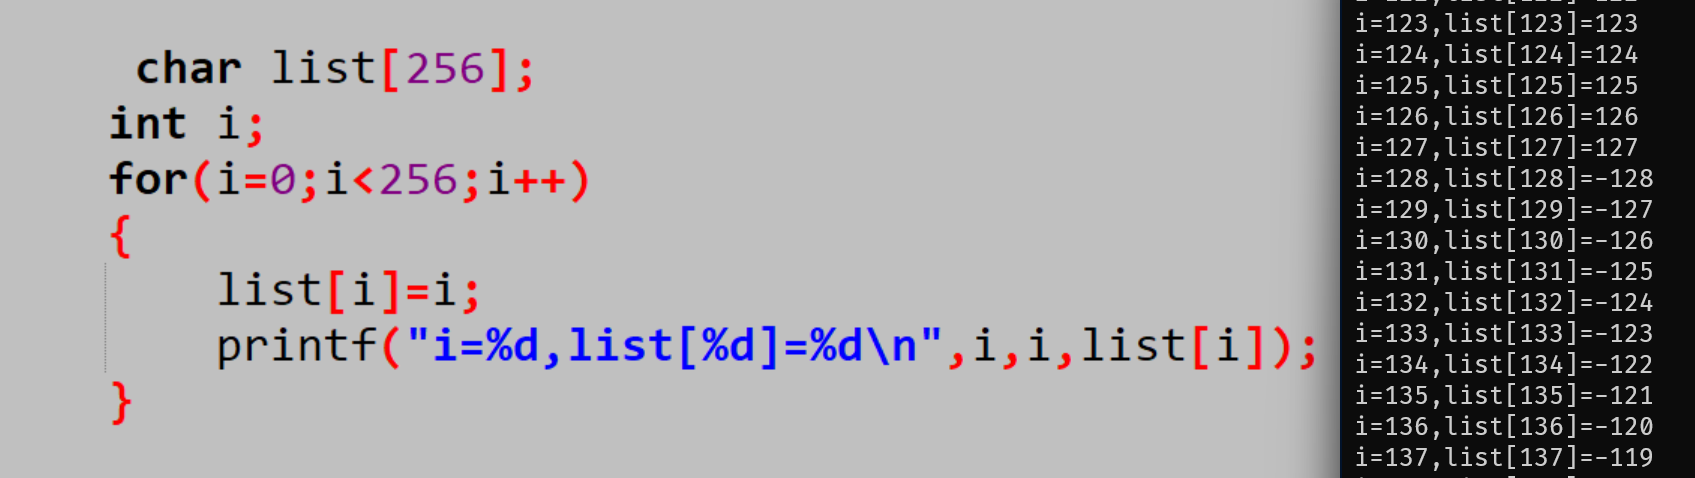 char list[256];
int i;
for(i=0;i<256;i++)
{
list[i]=i;
printf("i=%d,list[%d]=%d\n",i,i,list[i]);
}
i=123,list[123]=123
i=124,list[124]=124
i=125,list[125]=125
i=126,list[126]=126
i=127,list[127]=127
i=128,list[128]=-128
i=129,list[129]=-127
i=130,list[130]=-126
i=131,list[131]=-125
i=132,list[132]=-124
i=133,list[133]=-123
i=134,list[134]=-122
i=135,list[135]=-121
i=136,list[136]=-120
i=137,list[137]=-119